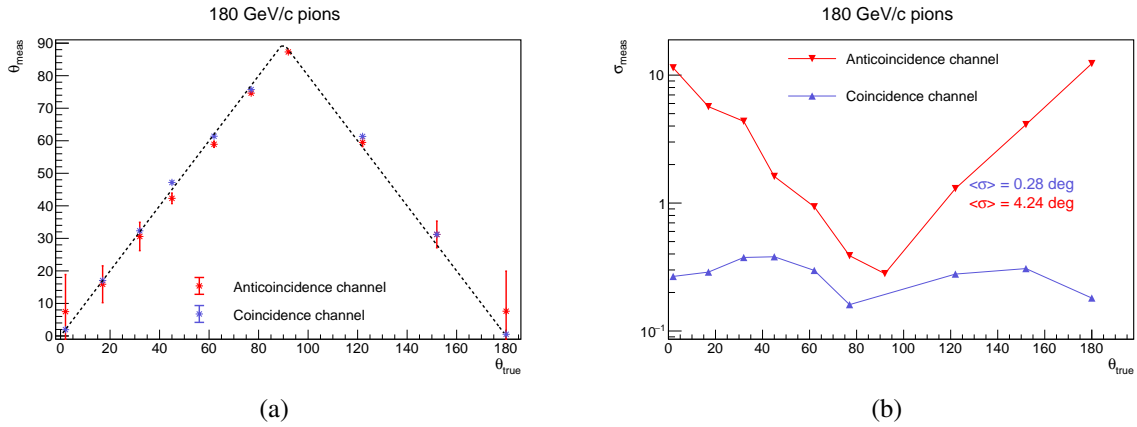 180 GeV/c pions
θmeas
90
80
70
60
50
40
30
20
10
0
Anticoincidence channel
Coincidence channel
0 20 40 60 80 100 120 140 160 180
θtrue
(a)
180 GeV/c pions
σmeas
10
1
10⁻¹
Anticoincidence channel
Coincidence channel
<σ> = 0.28 deg
<σ> = 4.24 deg
0 20 40 60 80 100 120 140 160 180
θtrue
(b)